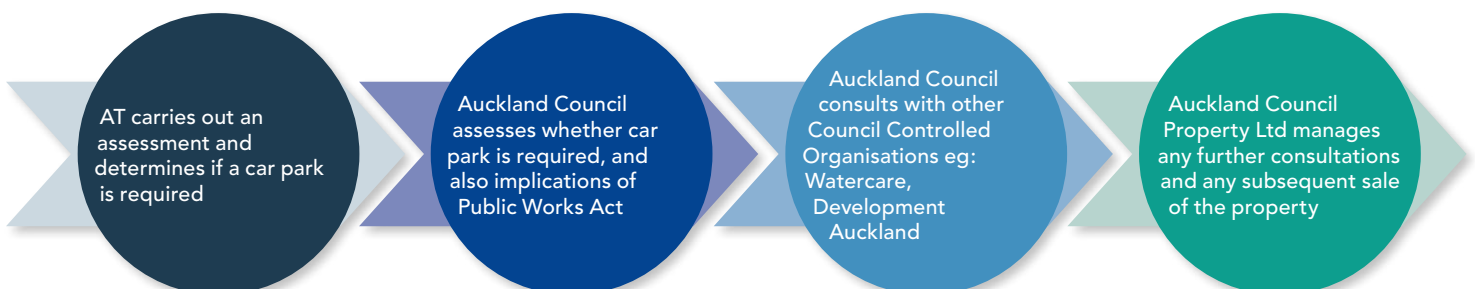 AT carries out an
assessment and
determines if a car park
is required
Auckland Council
assesses whether car
park is required, and
also implications of
Public Works Act
Auckland Council
consults with other
Council Controlled
Organisations eg:
Watercare,
Development
Auckland
Auckland Council
Property Ltd manages
any further consultations
and any subsequent sale
of the property